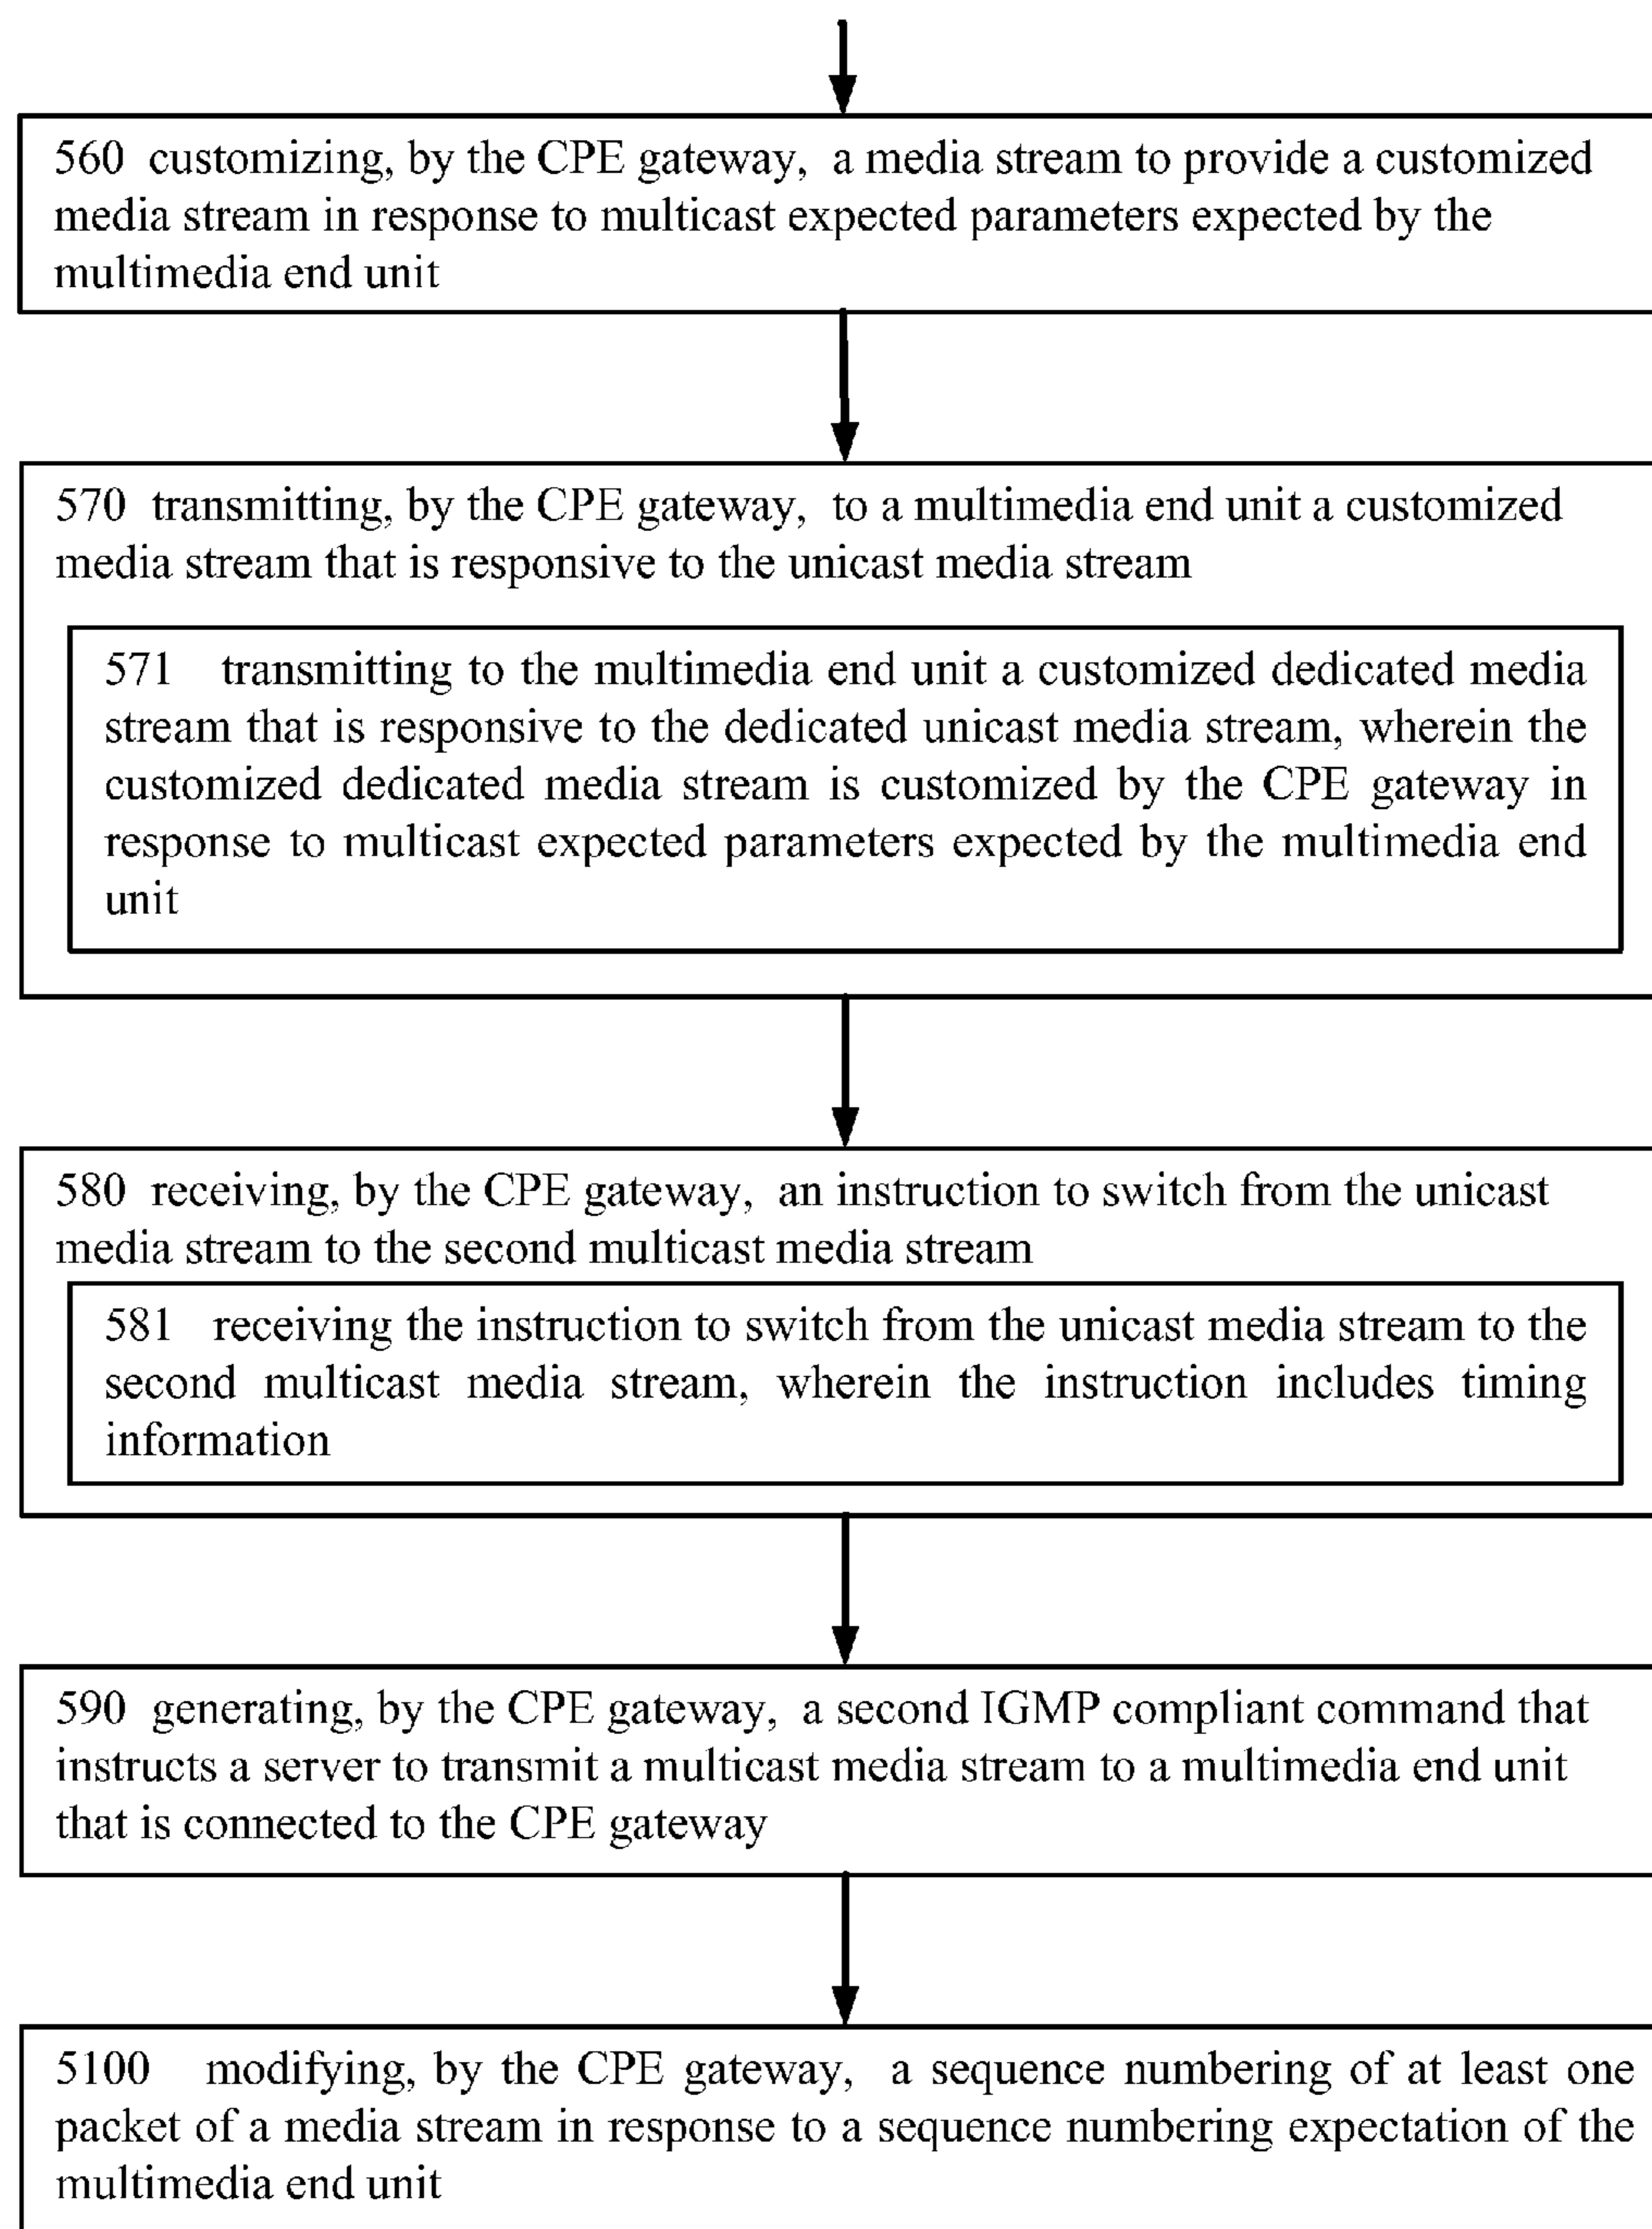 560 customizing, by the CPE gateway, a media stream to provide a customized
media stream in response to multicast expected parameters expected by the
multimedia end unit
570 transmitting, by the CPE gateway, to a multimedia end unit a customized
media stream that is responsive to the unicast media stream
571 transmitting to the multimedia end unit a customized dedicated media
stream that is responsive to the dedicated unicast media stream, wherein the
customized dedicated media stream is customized by the CPE gateway in
response to multicast expected parameters expected by the multimedia end
unit
580 receiving, by the CPE gateway, an instruction to switch from the unicast
media stream to the second multicast media stream
581 receiving the instruction to switch from the unicast media stream to the
second multicast media stream, wherein the instruction includes timing
information
590 generating, by the CPE gateway, a second IGMP compliant command that
instructs a server to transmit a multicast media stream to a multimedia end unit
that is connected to the CPE gateway
5100 modifying, by the CPE gateway, a sequence numbering of at least one
packet of a media stream in response to a sequence numbering expectation of the
multimedia end unit